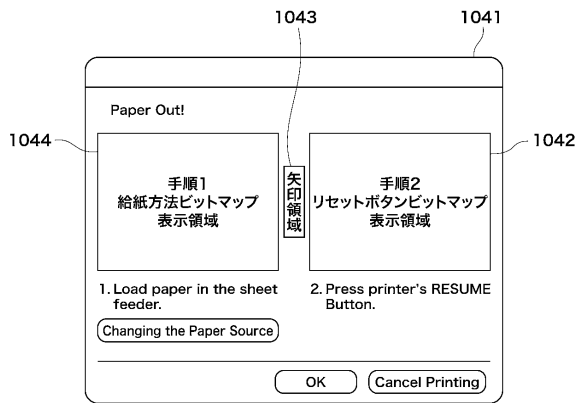 1043
1041
Paper Out!
1044
1042
手順1
給紙方法ビットマップ
表示領域
矢印領域
手順2
リセットボタンビットマップ
表示領域
1. Load paper in the sheet
feeder.
2. Press printer's RESUME
Button.
Changing the Paper Source
OK
Cancel Printing